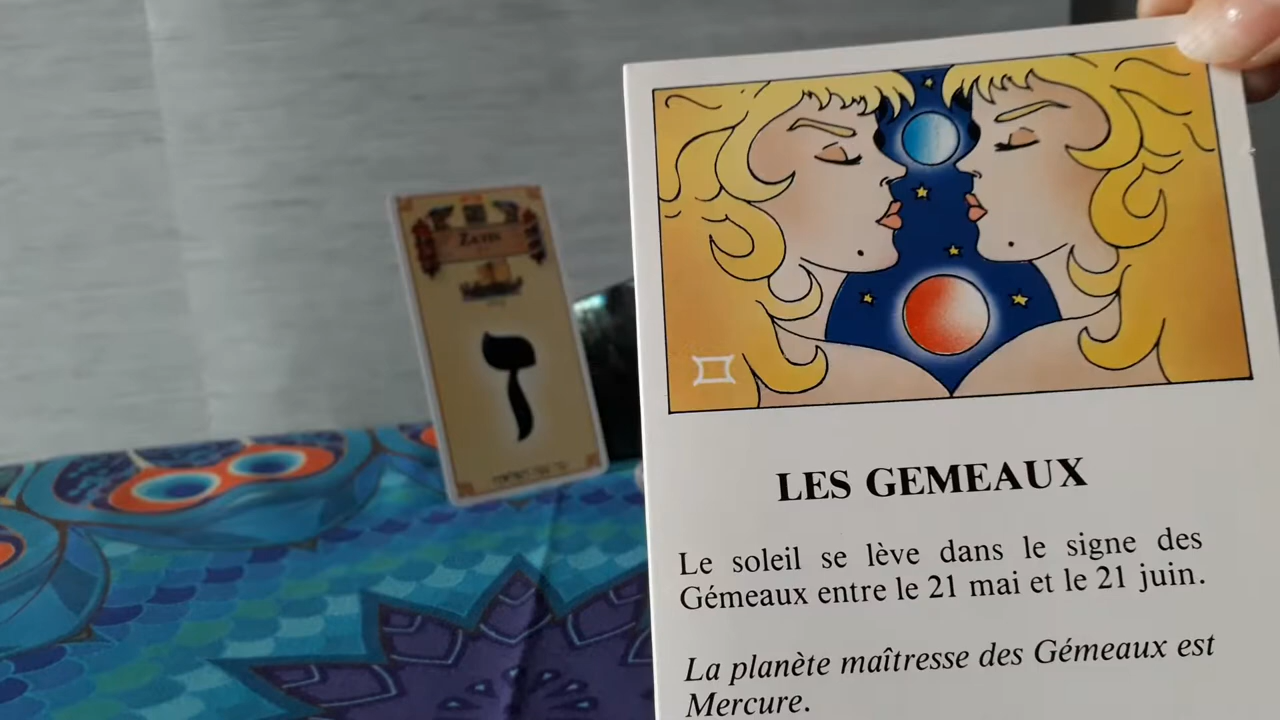 ZAYIN
ז
LES GEMEAUX
Le soleil se lève dans le signe des
Gémeaux entre le 21 mai et le 21 juin.
La planète maîtresse des Gémeaux est
Mercure.